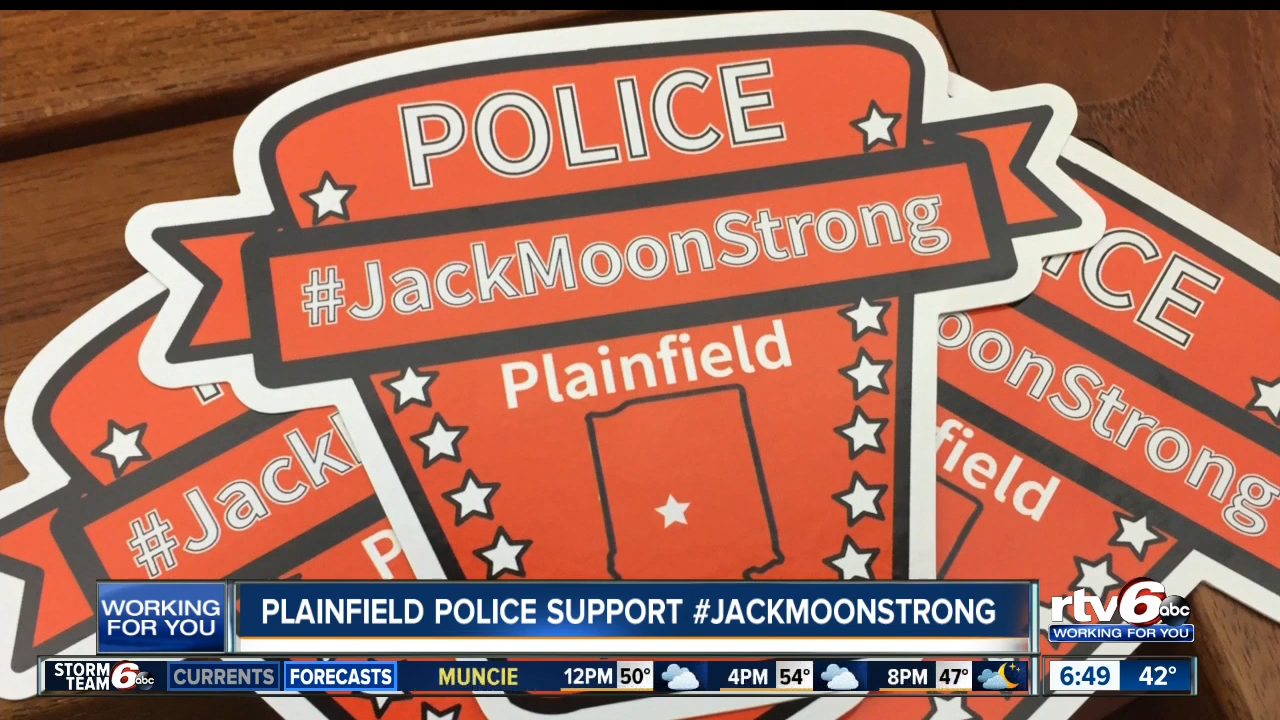 POLICE
#JackMoonStrong
Plainfield
#Jack
P
ICE
oonStrong
field
WORKING FOR YOU
PLAINFIELD POLICE SUPPORT #JACKMOONSTRONG
rtv6 abc
WORKING FOR YOU
STORM TEAM 6 abc
CURRENTS
FORECASTS
MUNCIE
12PM 50°
4PM 54°
8PM 47°
6:49 42°